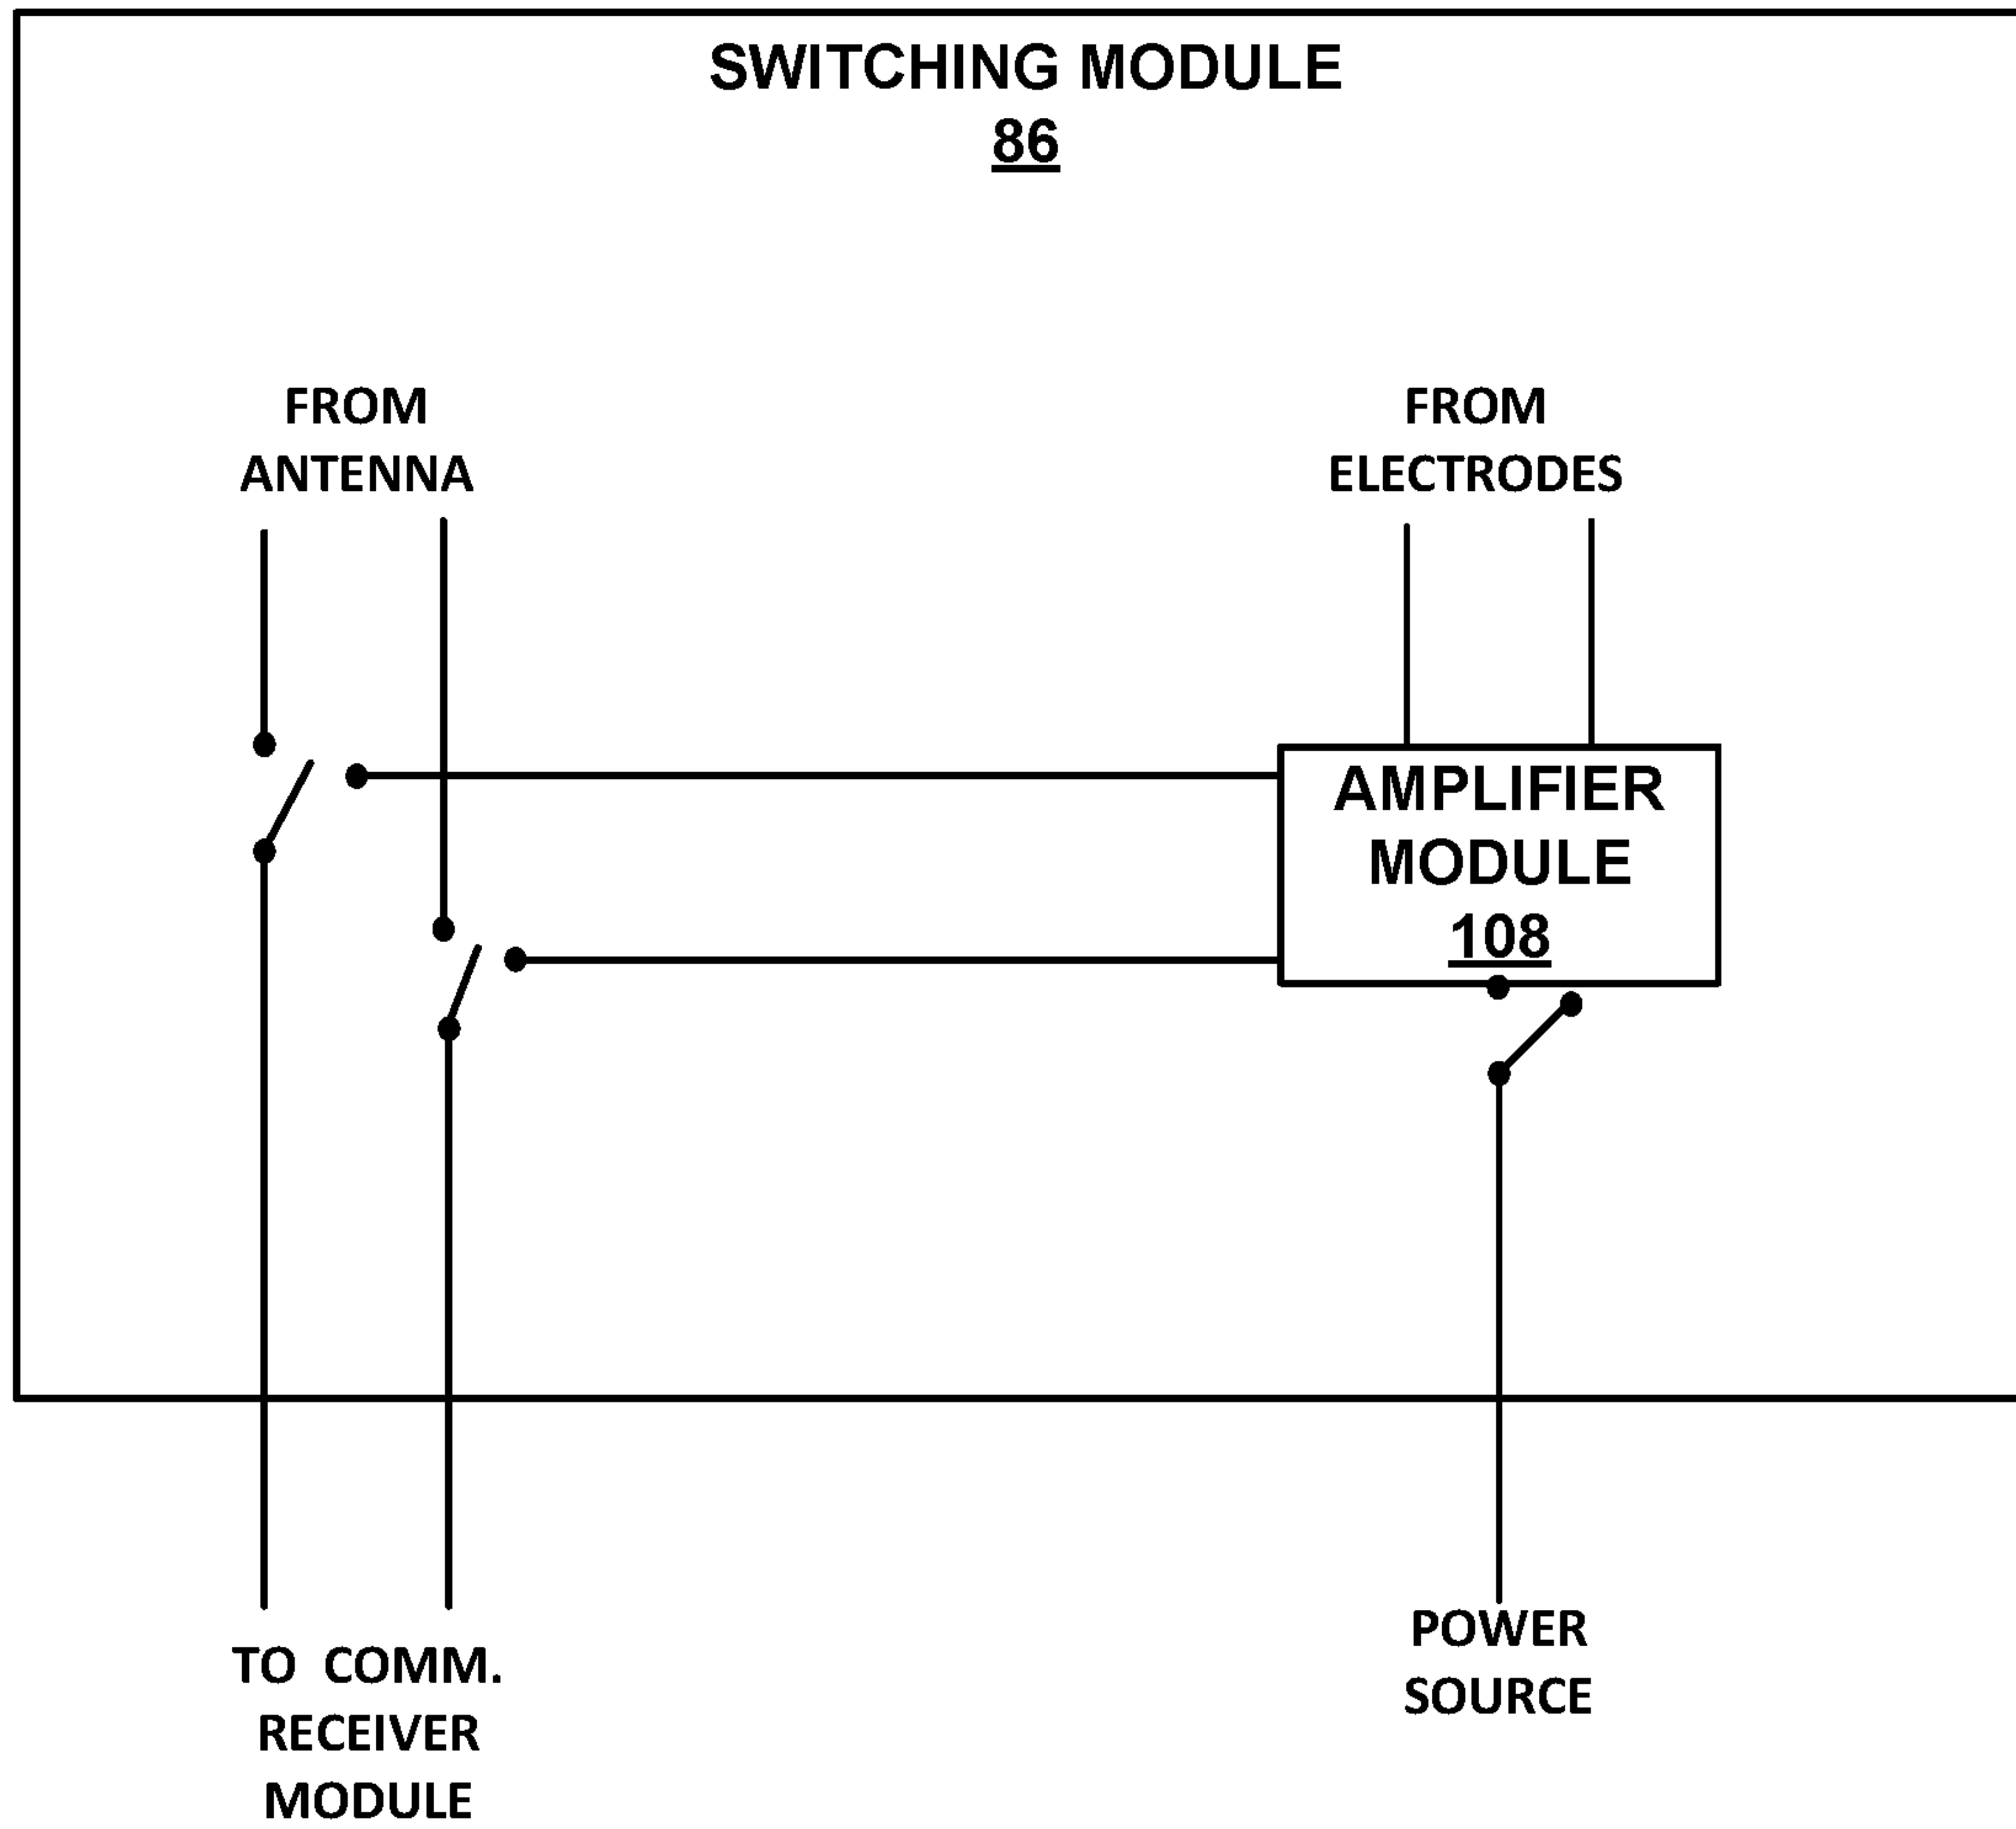 SWITCHING MODULE
86
FROM
ANTENNA
FROM
ELECTRODES
AMPLIFIER
MODULE
108
TO COMM.
RECEIVER
MODULE
POWER
SOURCE